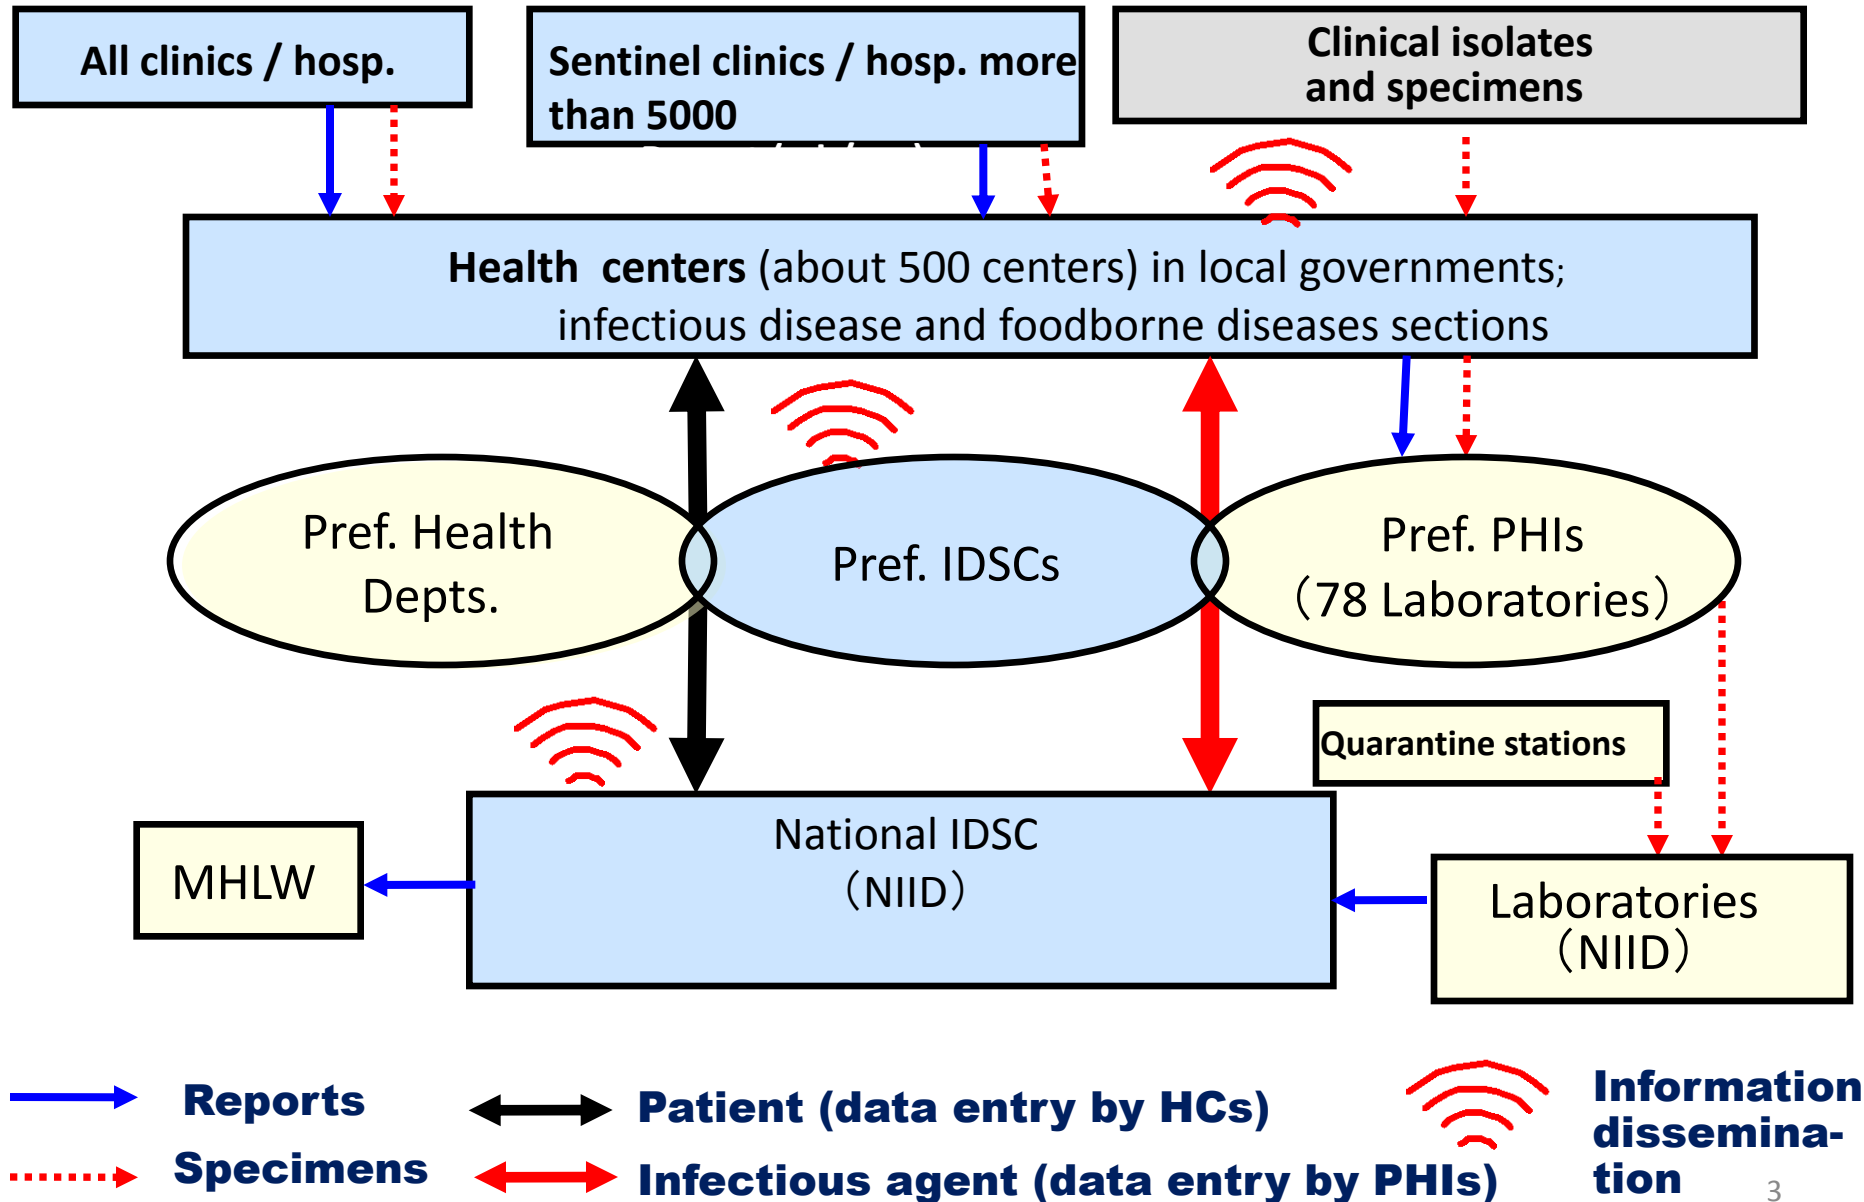 All clinics / hosp.
Sentinel clinics / hosp. more
than 5000
Clinical isolates
and specimens
Health centers (about 500 centers) in local governments;
infectious disease and foodborne diseases sections
Pref. Health
Depts.
Pref. IDSCs
Pref. PHIs
（78 Laboratories）
Quarantine stations
MHLW
National IDSC
（NIID）
Laboratories
（NIID）
Reports
Specimens
Patient (data entry by HCs)
Infectious agent (data entry by PHIs)
Information
dissemina-
tion
3